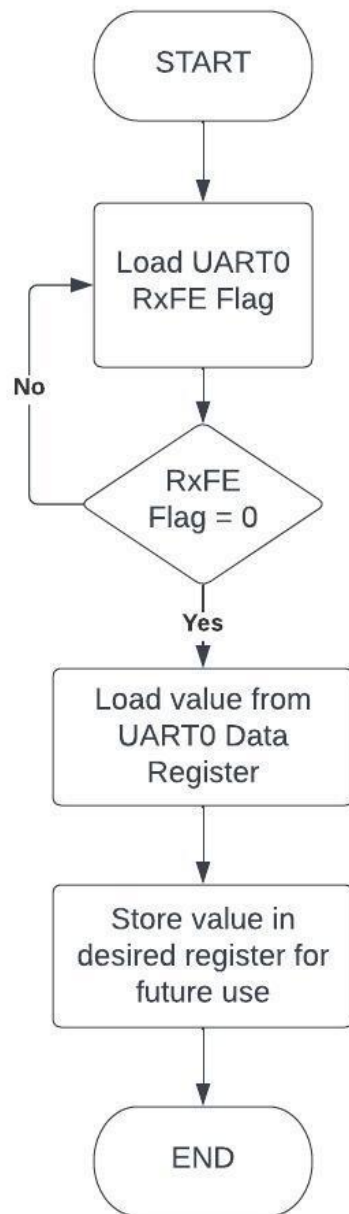 START
Load UART0
RxFE Flag
No
RxFE
Flag = 0
Yes
Load value from
UART0 Data
Register
Store value in
desired register for
future use
END